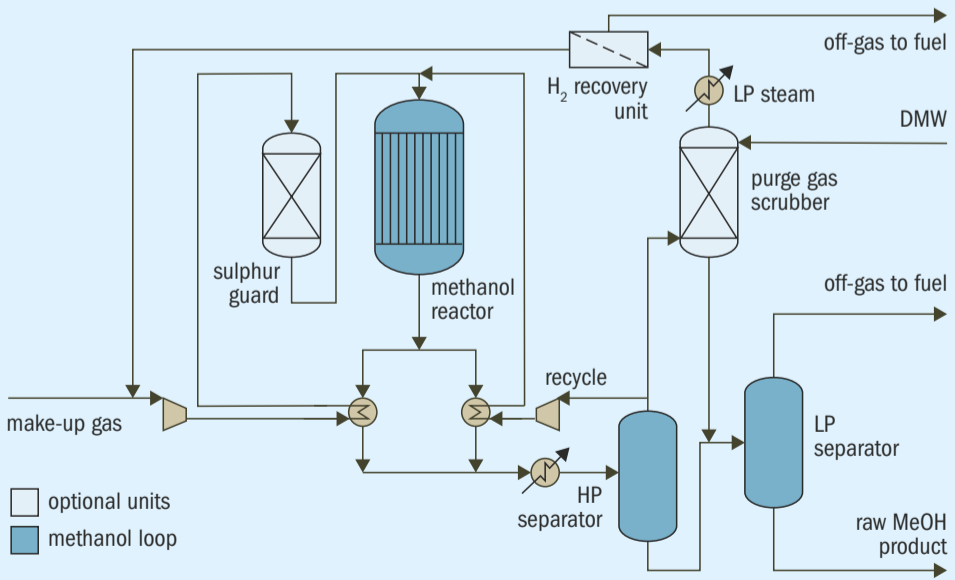 off-gas to fuel
H2 recovery
unit
LP steam
DMW
purge gas
scrubber
sulphur
guard
methanol
reactor
off-gas to fuel
recycle
make-up gas
LP
separator
HP
separator
optional units
methanol loop
raw MeOH
product